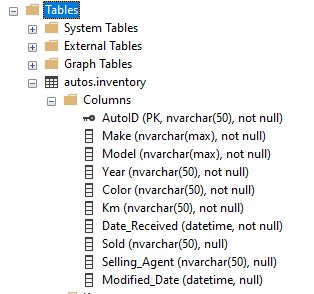 Tables
System Tables
External Tables
Graph Tables
autos.inventory
Columns
AutoID (PK, nvarchar(50), not null)
Make (nvarchar(max), not null)
Model (nvarchar(max), not null)
Year (nvarchar(50), not null)
Color (nvarchar(50), not null)
Km (nvarchar(50), not null)
Date_Received (datetime, not null)
Sold (nvarchar(50), null)
Selling_Agent (nvarchar(50), null)
Modified_Date (datetime, null)